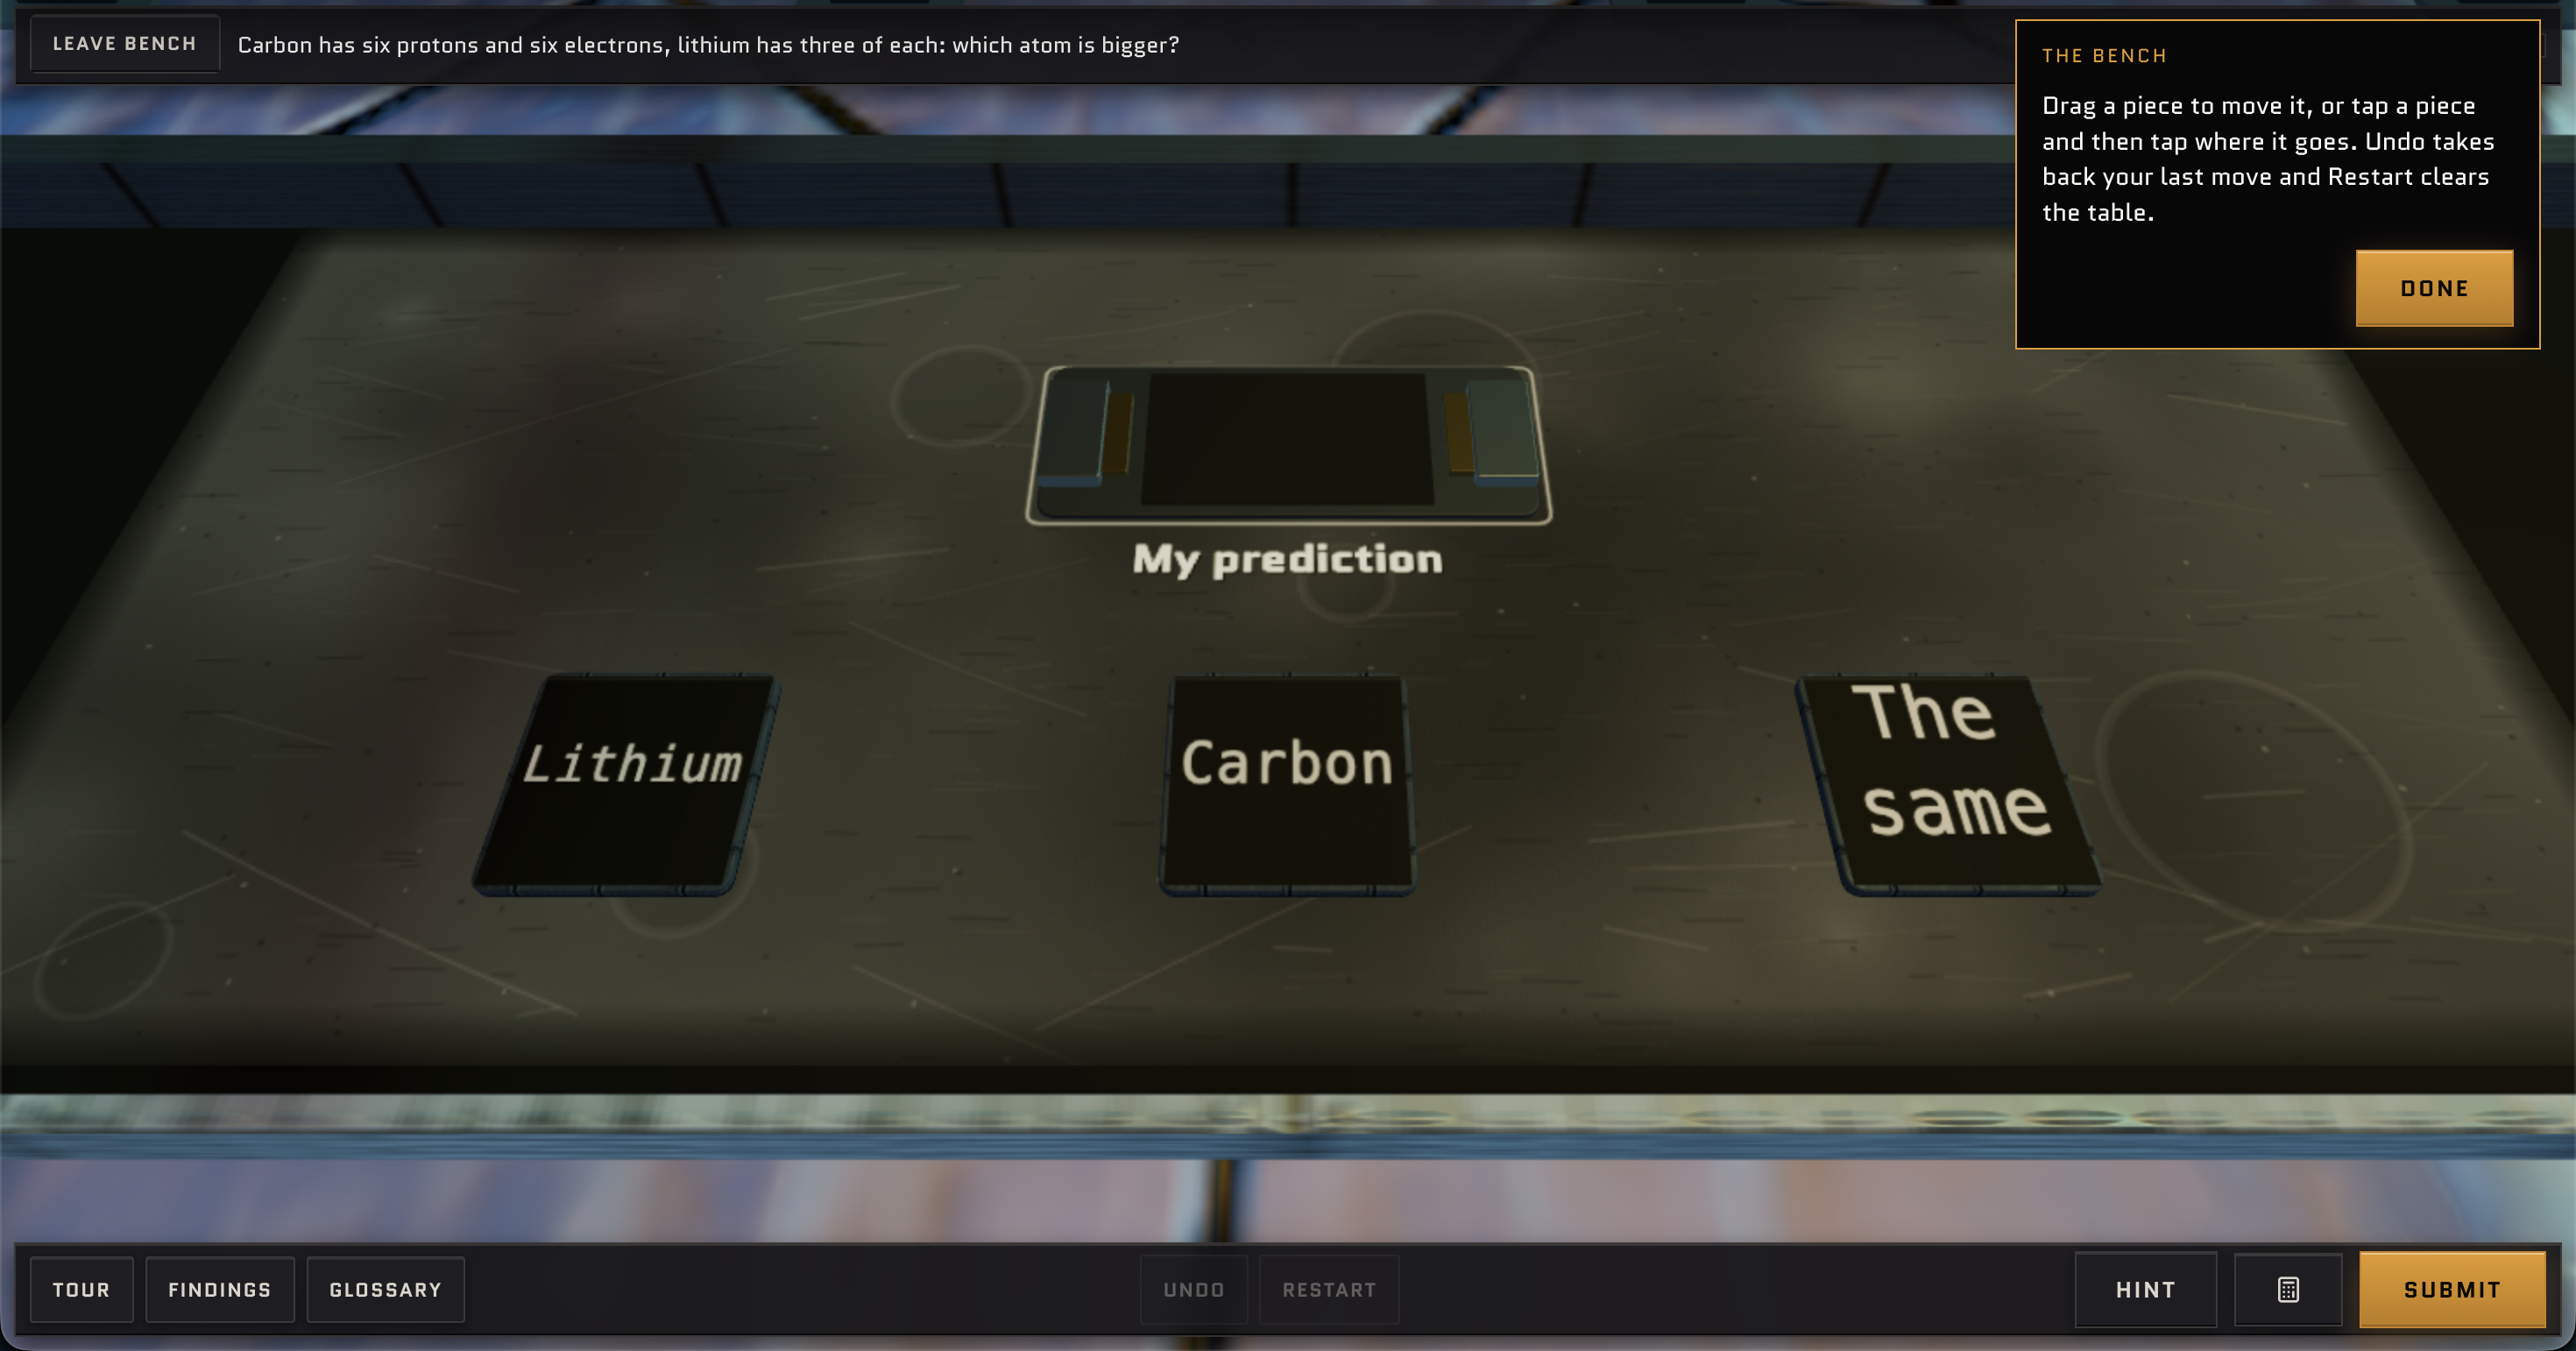 LEAVE BENCH
Carbon has six protons and six electrons, lithium has three of each: which atom is bigger?
THE BENCH
Drag a piece to move it, or tap a piece
and then tap where it goes. Undo takes
back your last move and Restart clears
the table.
DONE
My prediction
Lithium
Carbon
The
same
TOUR
FINDINGS
GLOSSARY
UNDO
RESTART
HINT
SUBMIT